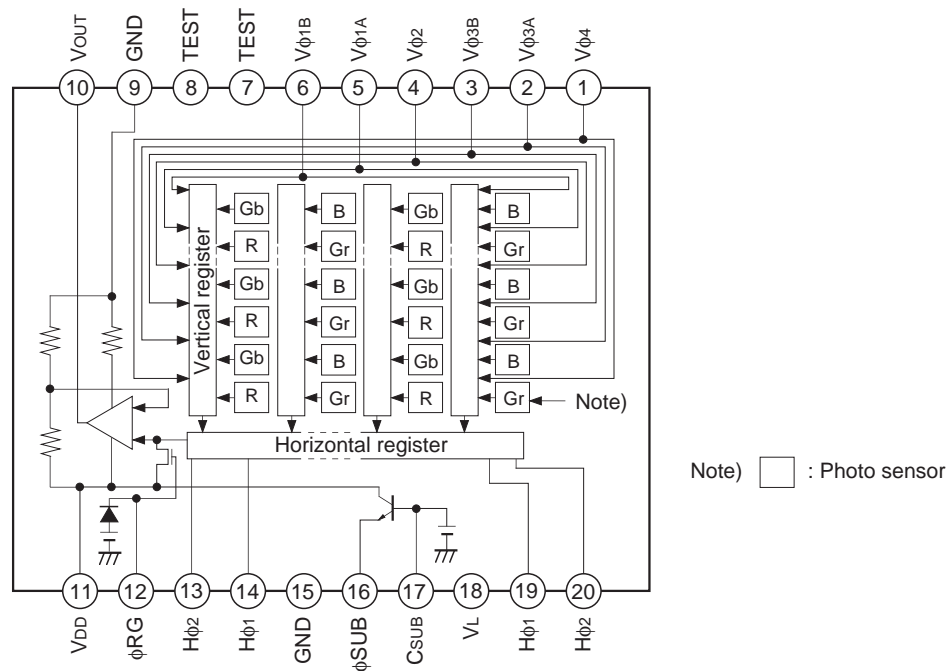 VOUT GND TEST TEST Vϕ1B Vϕ1A Vϕ2 Vϕ3B Vϕ3A Vϕ4
10 9 8 7 6 5 4 3 2 1
Vertical register
Gb B Gb B
R Gr R Gr
Gb B Gb B
R Gr R Gr
Gb B Gb B
R Gr R Gr
Note)
Horizontal register
Note) : Photo sensor
11 12 13 14 15 16 17 18 19 20
VDD ϕRG Hϕ2 Hϕ1 GND ϕSUB CSUB VL Hϕ1 Hϕ2